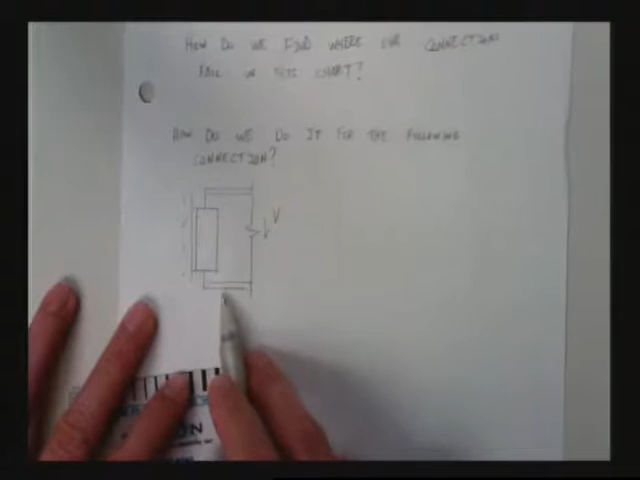 HOW DO WE FIND WHERE OUR CONNECTION
FALL IN THIS CHART?
HOW DO WE DO IT FOR THE FOLLOWING
CONNECTION?
V
ON